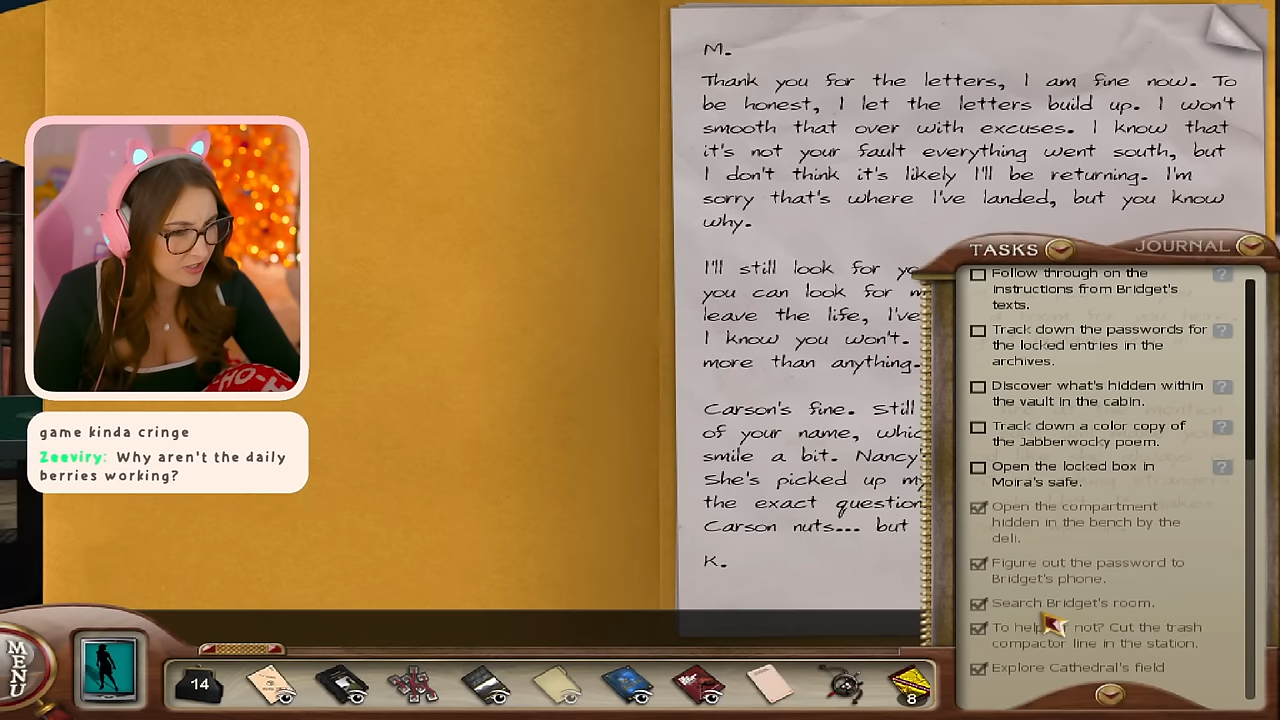 M.
Thank you for the letters, I am fine now. To
be honest, I let the letters build up. I won't
smooth that over with excuses. I know that
it's not your fault everything went south, but
I don't think it's likely I'll be returning. I'm
sorry that's where I've landed, but you know
why.
I'll still look for
you can look for
leave the life, I've
I know you won't.
more than anything.
Carson's fine. Still
of your name,
smile a bit. Nancy
She's picked up
the exact question
Carson nuts... but
K.
game kinda cringe
Zeeviry: Why aren't the daily
berries working?
TASKS
JOURNAL
Follow through on the
instructions from Bridget's
texts.
?
Track down the passwords for
the locked entries in the
archives.
?
Discover what's hidden within
the vault in the cabin.
?
Track down a color copy of
the Jabberwocky poem.
?
Open the locked box in
Moira's safe.
?
Open the compartment
hidden in the bench by the
deli.
Figure out the password to
Bridget's phone.
Search Bridget's room.
To help not? Cut the trash
compactor line in the station.
Explore Cathedral's field
MENU
14
8
HO-H